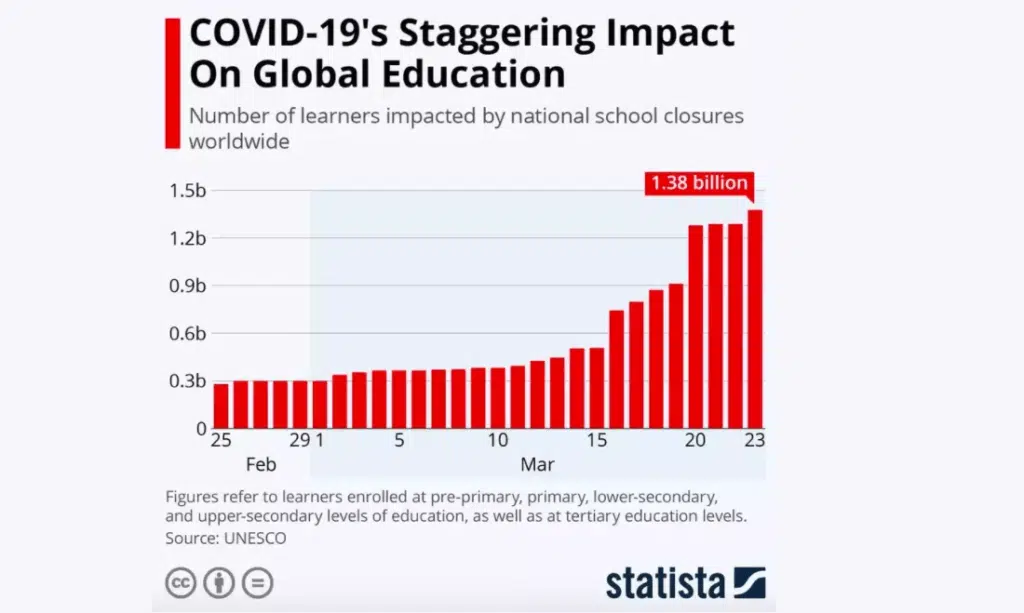 COVID-19's Staggering Impact
On Global Education
Number of learners impacted by national school closures
worldwide
1.38 billion
1.5b
1.2b
0.9b
0.6b
0.3b
0
25 29 1 5 10 15 20 23
Feb Mar
Figures refer to learners enrolled at pre-primary, primary, lower-secondary,
and upper-secondary levels of education, as well as at tertiary education levels.
Source: UNESCO
cc
statista